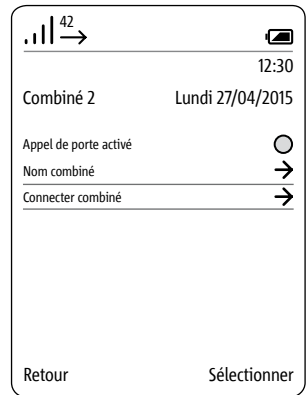 42
12:30
Combiné 2 Lundi 27/04/2015
Appel de porte activé
Nom combiné
Connecter combiné
Retour Sélectionner